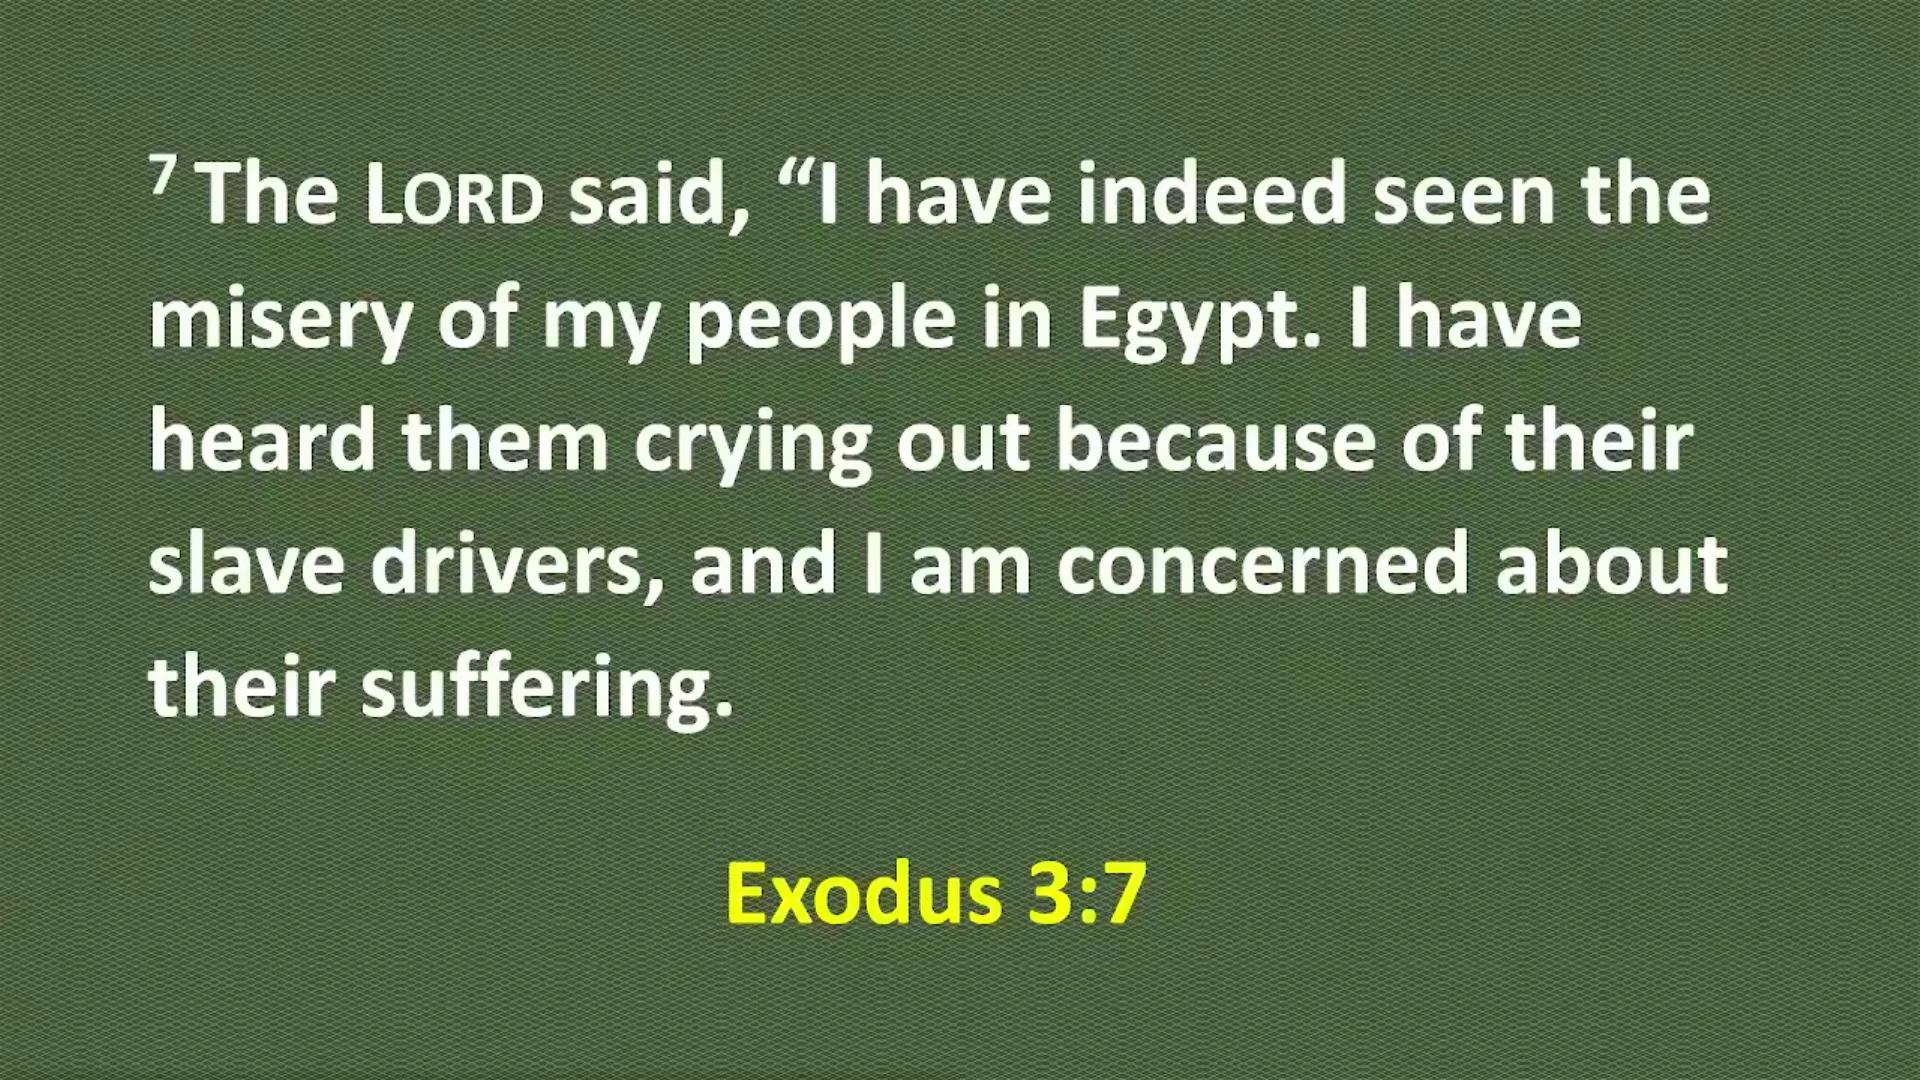 7 The LORD said, “I have indeed seen the
misery of my people in Egypt. I have
heard them crying out because of their
slave drivers, and I am concerned about
their suffering.
Exodus 3:7